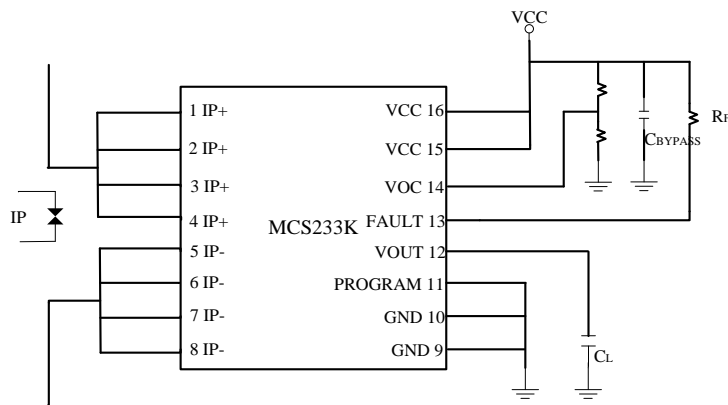 VCC
1 IP+
2 IP+
3 IP+
4 IP+
5 IP-
6 IP-
7 IP-
8 IP-
IP
MCS233K
VCC 16
VCC 15
VOC 14
FAULT 13
VOUT 12
PROGRAM 11
GND 10
GND 9
CBYPASS
CL